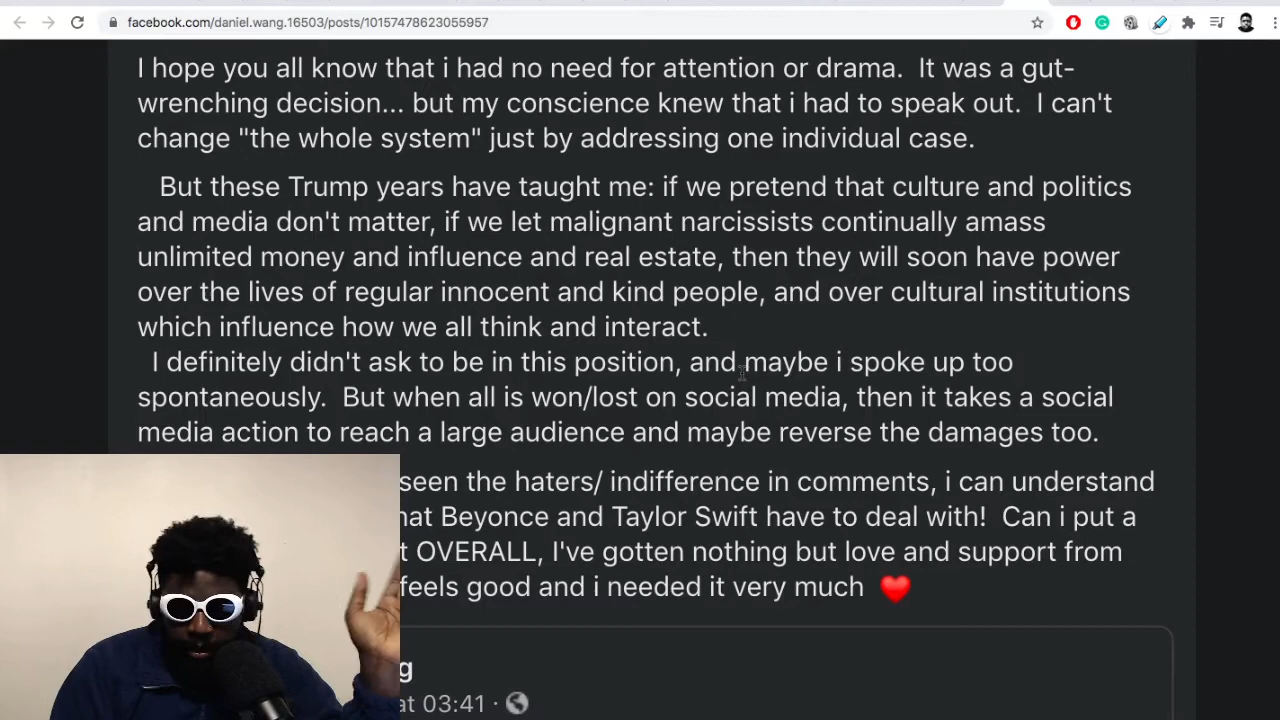 facebook.com/daniel.wang.16503/posts/10157478623055957
I hope you all know that i had no need for attention or drama.  It was a gut-
wrenching decision... but my conscience knew that i had to speak out.  I can't
change "the whole system" just by addressing one individual case.
But these Trump years have taught me: if we pretend that culture and politics
and media don't matter, if we let malignant narcissists continually amass
unlimited money and influence and real estate, then they will soon have power
over the lives of regular innocent and kind people, and over cultural institutions
which influence how we all think and interact.
I definitely didn't ask to be in this position, and maybe i spoke up too
spontaneously.  But when all is won/lost on social media, then it takes a social
media action to reach a large audience and maybe reverse the damages too.
seen the haters/ indifference in comments, i can understand
hat Beyonce and Taylor Swift have to deal with!  Can i put a
t OVERALL, I've gotten nothing but love and support from
feels good and i needed it very much ❤️
g
at 03:41 ·